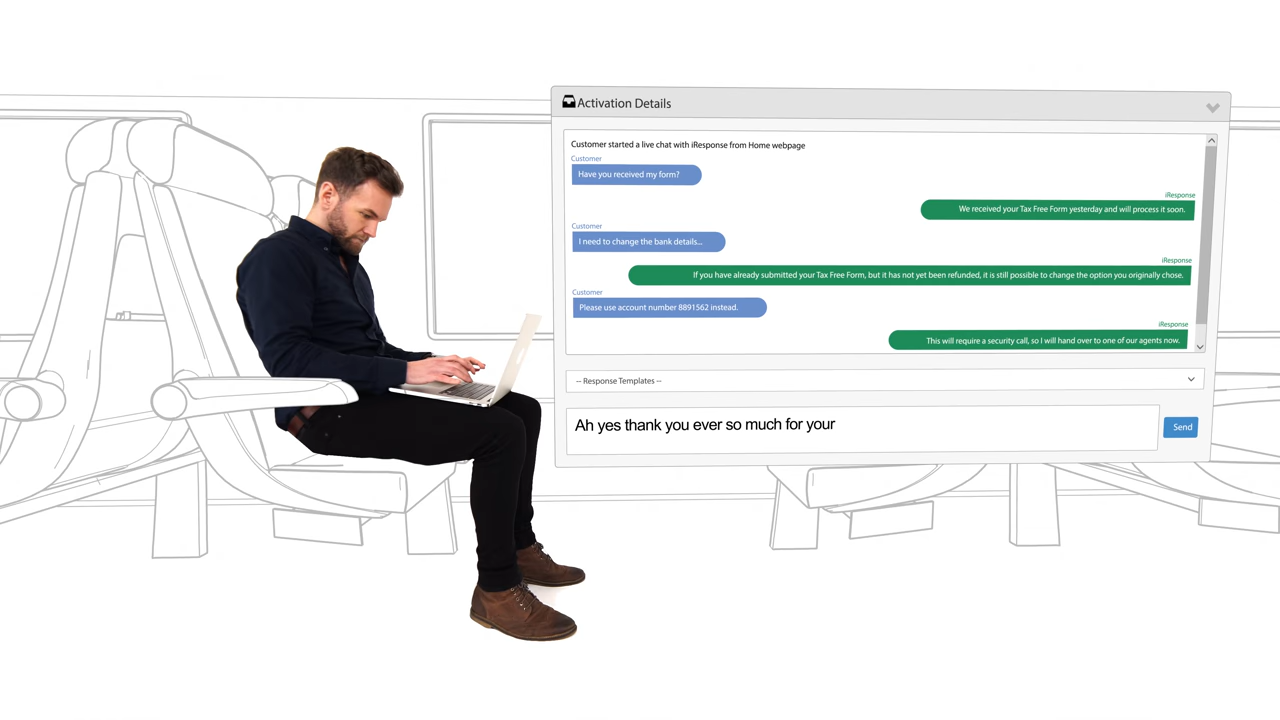 Activation Details
Customer started a live chat with iResponse from Home webpage
Customer
Have you received my form?
iResponse
We received your Tax Free Form yesterday and will process it soon.
Customer
I need to change the bank details...
iResponse
If you have already submitted your Tax Free Form, but it has not yet been refunded, it is still possible to change the option you originally chose.
Customer
Please use account number 8891562 instead.
iResponse
This will require a security call, so I will hand over to one of our agents now.
-- Response Templates --
Ah yes thank you ever so much for your
Send